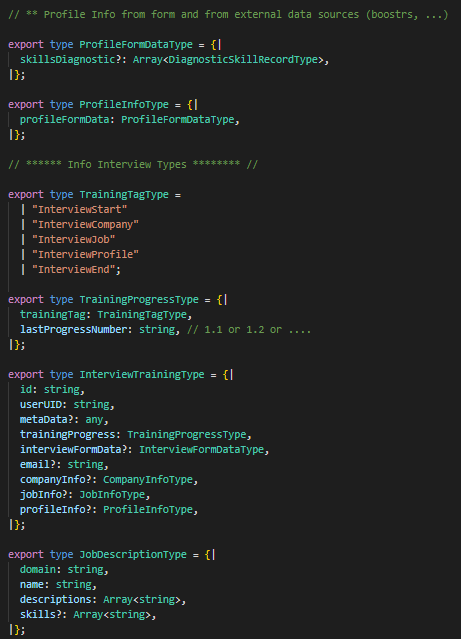 // ** Profile Info from form and from external data sources (boostrs, ...)
export type ProfileFormDataType = {|
skillsDiagnostic?: Array<DiagnosticSkillRecordType>,
|};
export type ProfileInfoType = {|
profileFormData: ProfileFormDataType,
|};
// ****** Info Interview Types ******** //
export type TrainingTagType =
| "InterviewStart"
| "InterviewCompany"
| "InterviewJob"
| "InterviewProfile"
| "InterviewEnd";
export type TrainingProgressType = {|
trainingTag: TrainingTagType,
lastProgressNumber: string, // 1.1 or 1.2 or ....
|};
export type InterviewTrainingType = {|
id: string,
userUID: string,
metaData?: any,
trainingProgress: TrainingProgressType,
interviewFormData?: InterviewFormDataType,
email?: string,
companyInfo?: CompanyInfoType,
jobInfo?: JobInfoType,
profileInfo?: ProfileInfoType,
|};
export type JobDescriptionType = {|
domain: string,
name: string,
descriptions: Array<string>,
skills?: Array<string>,
|};